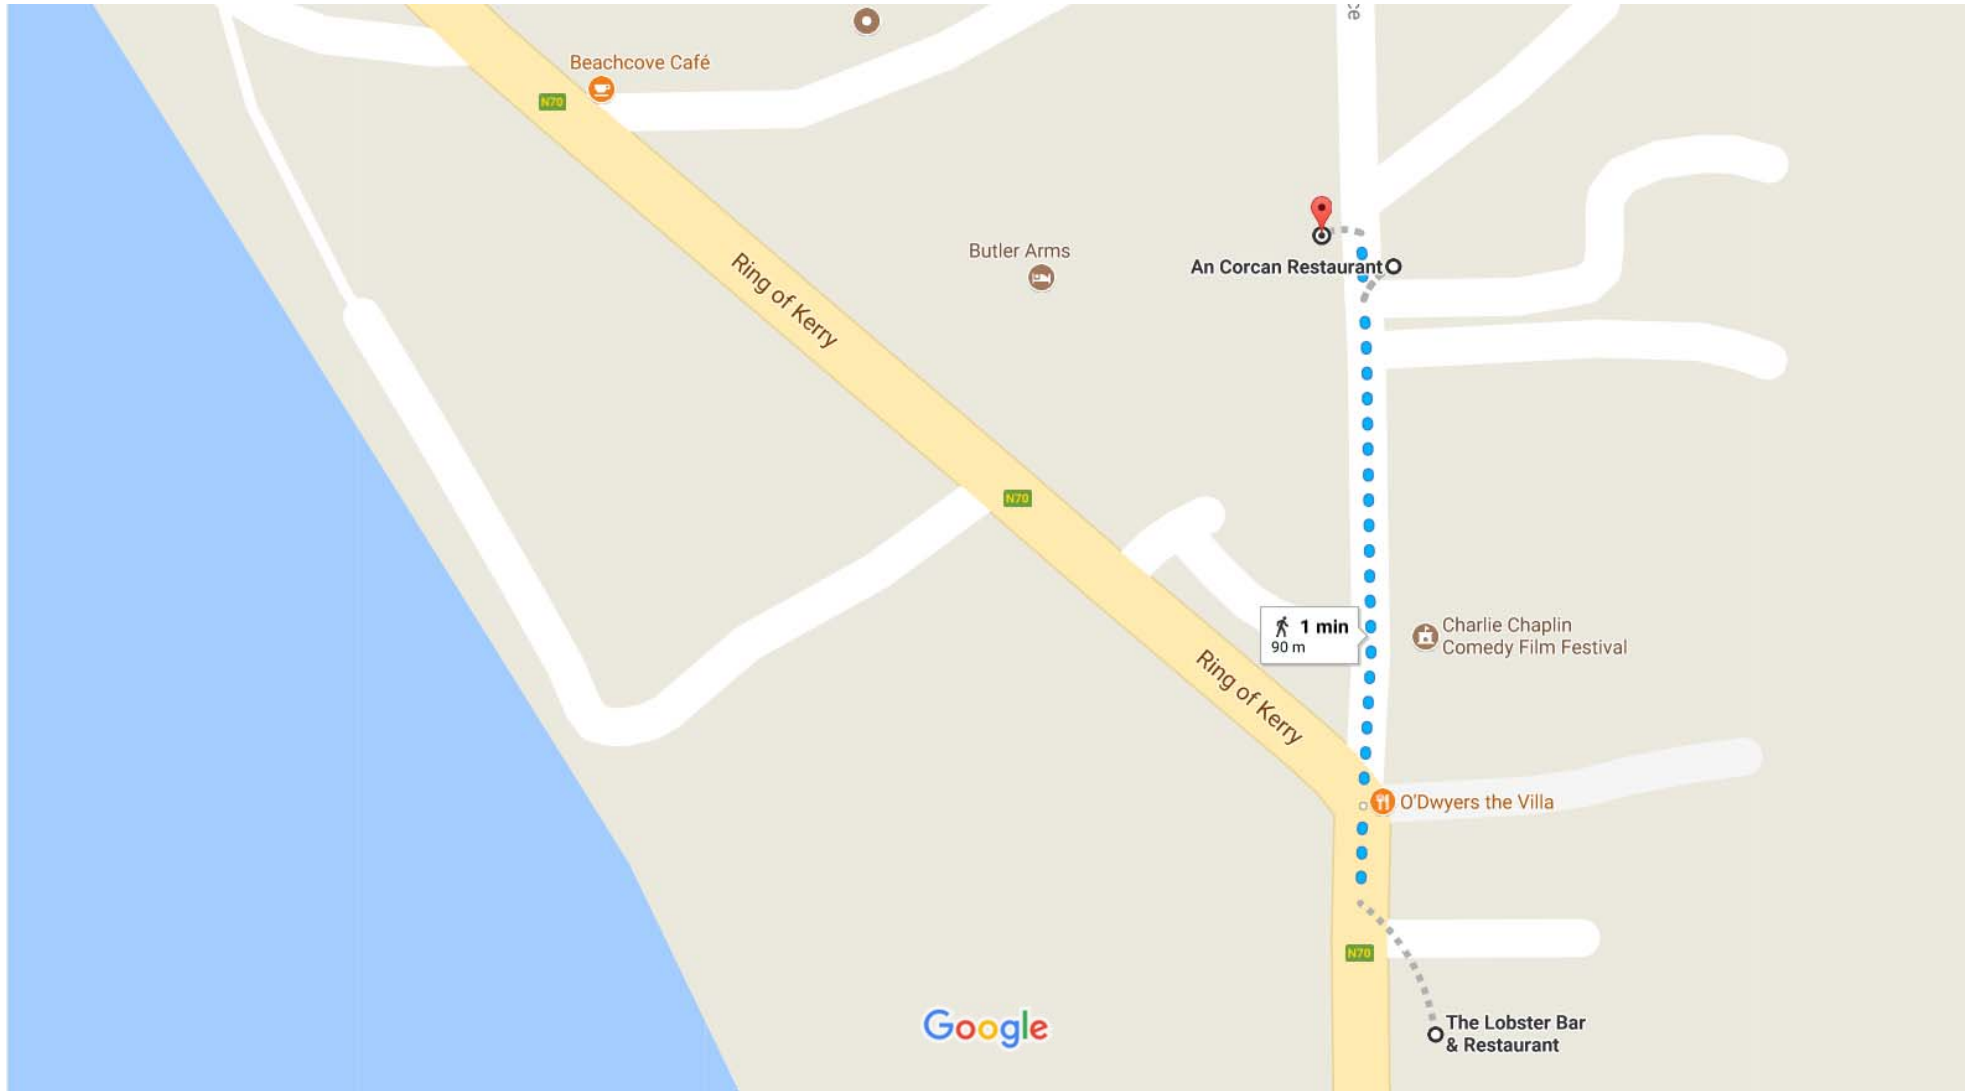 Beachcove Café
N70
Butler Arms
An Corcan Restaurant
Ring of Kerry
N70
1 min
90 m
Charlie Chaplin
Comedy Film Festival
Ring of Kerry
O'Dwyers the Villa
N70
Google
The Lobster Bar
& Restaurant